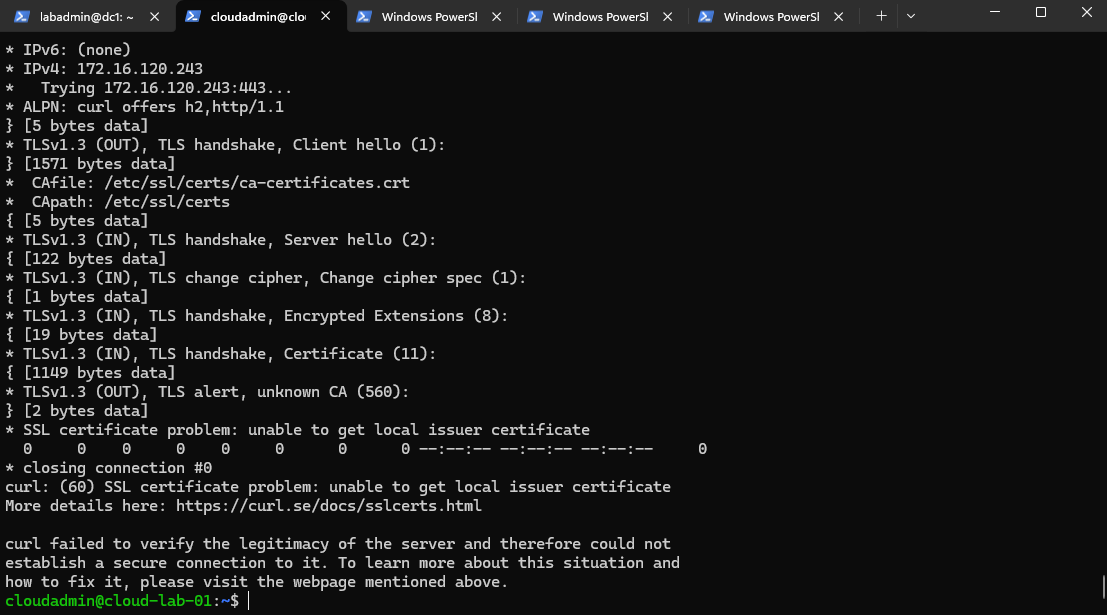 labadmin@dc1: ~
cloudadmin@clo
Windows PowerSl
Windows PowerSl
Windows PowerSl
* IPv6: (none)
* IPv4: 172.16.120.243
*   Trying 172.16.120.243:443...
* ALPN: curl offers h2,http/1.1
} [5 bytes data]
* TLSv1.3 (OUT), TLS handshake, Client hello (1):
} [1571 bytes data]
*  CAfile: /etc/ssl/certs/ca-certificates.crt
*  CApath: /etc/ssl/certs
{ [5 bytes data]
* TLSv1.3 (IN), TLS handshake, Server hello (2):
{ [122 bytes data]
* TLSv1.3 (IN), TLS change cipher, Change cipher spec (1):
{ [1 bytes data]
* TLSv1.3 (IN), TLS handshake, Encrypted Extensions (8):
{ [19 bytes data]
* TLSv1.3 (IN), TLS handshake, Certificate (11):
{ [1149 bytes data]
* TLSv1.3 (OUT), TLS alert, unknown CA (560):
} [2 bytes data]
* SSL certificate problem: unable to get local issuer certificate
  0     0    0     0    0     0      0      0 --:--:-- --:--:-- --:--:--     0
* closing connection #0
curl: (60) SSL certificate problem: unable to get local issuer certificate
More details here: https://curl.se/docs/sslcerts.html

curl failed to verify the legitimacy of the server and therefore could not
establish a secure connection to it. To learn more about this situation and
how to fix it, please visit the webpage mentioned above.
cloudadmin@cloud-lab-01:~$